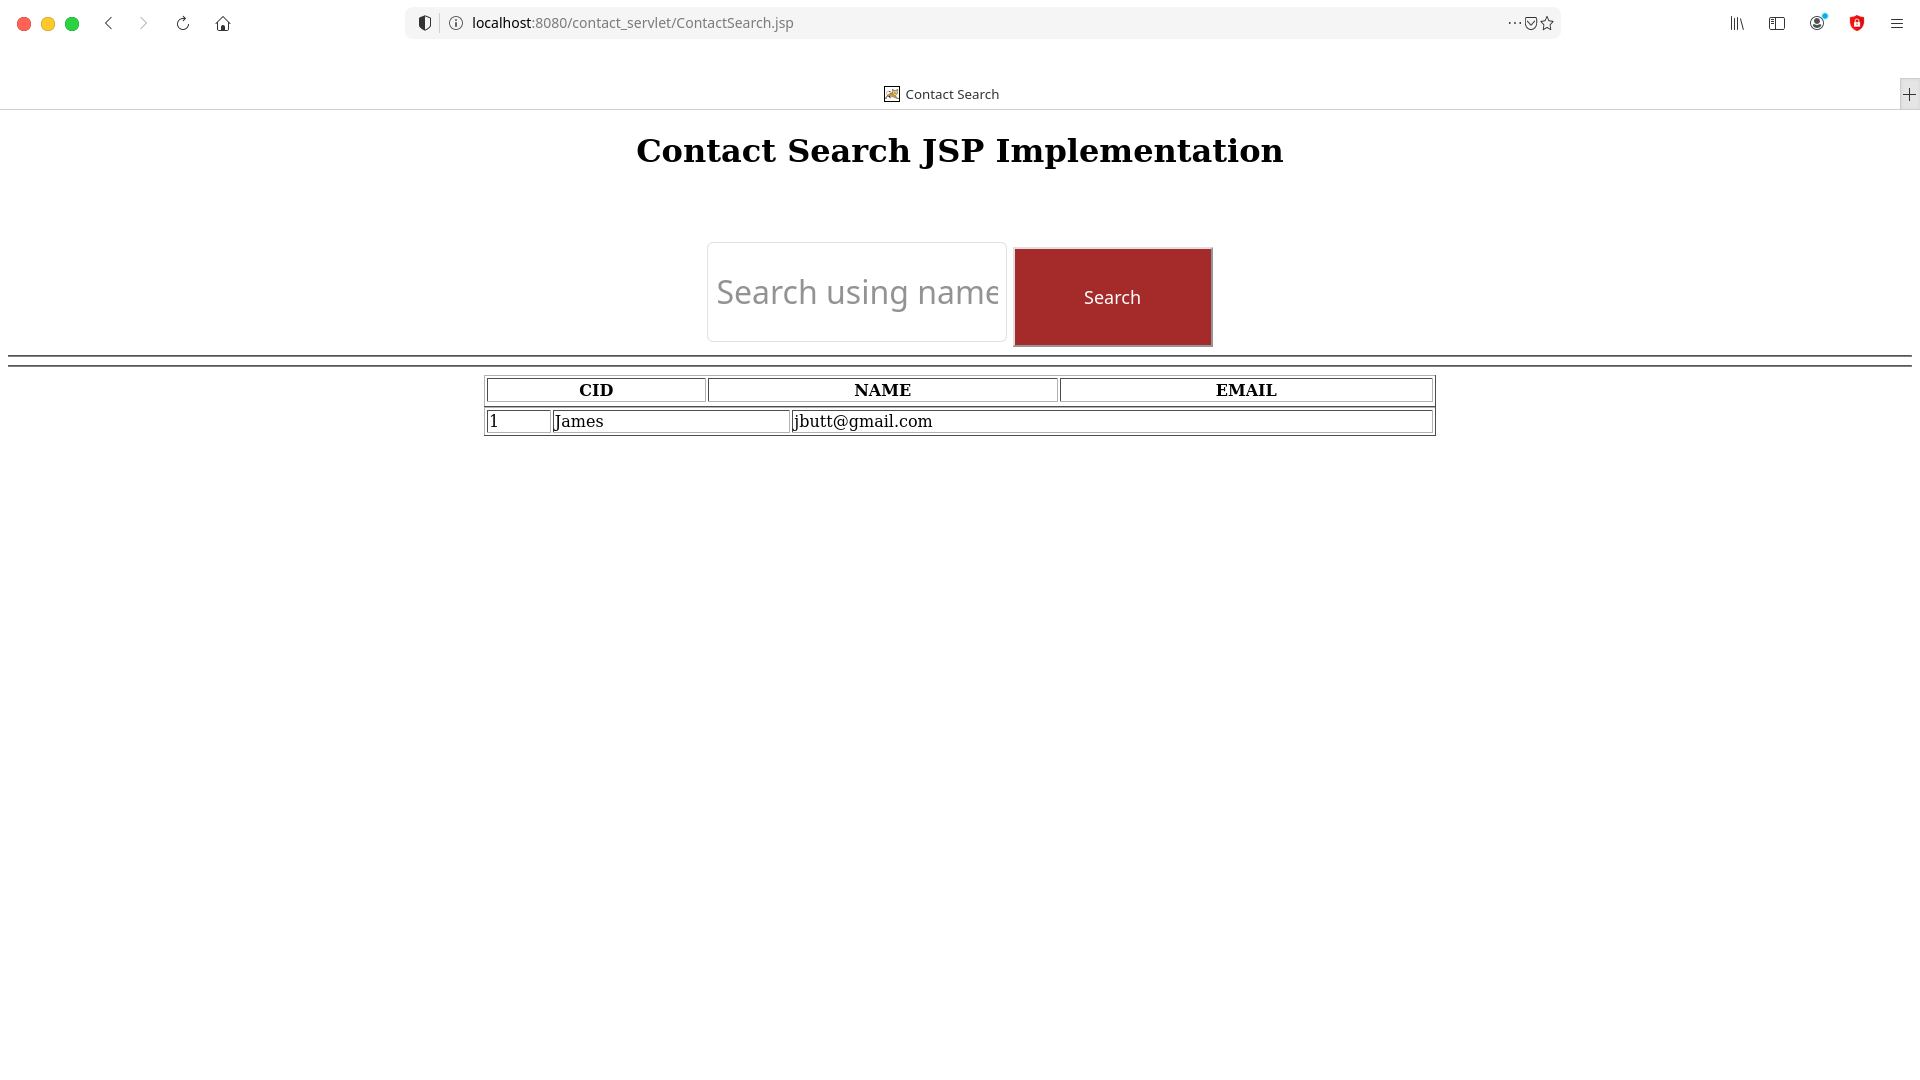 localhost:8080/contact_servlet/ContactSearch.jsp
Contact Search
Contact Search JSP Implementation
Search using name
Search
CID NAME EMAIL
1 James jbutt@gmail.com